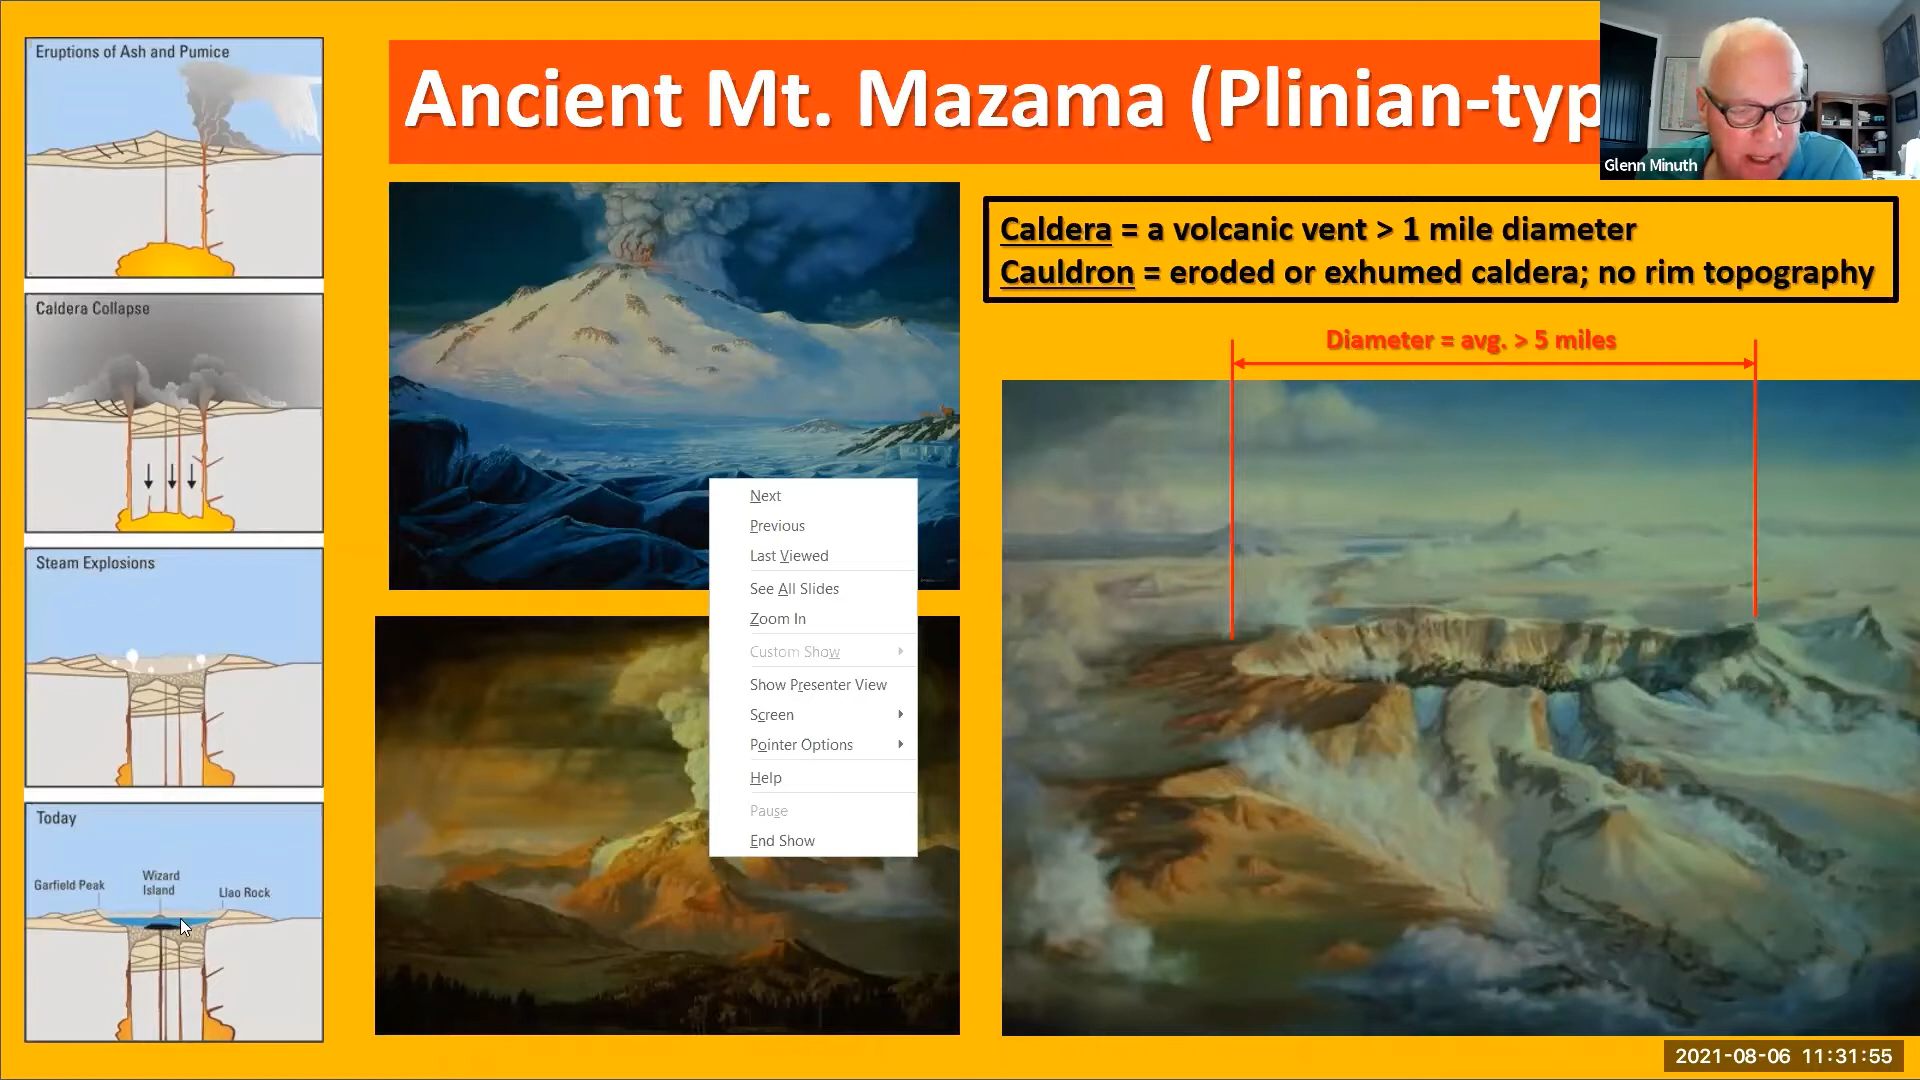 Eruptions of Ash and Pumice
Caldera Collapse
Steam Explosions
Today
Garfield Peak
Wizard
Island
Llao Rock
Ancient Mt. Mazama (Plinian-typ
Glenn Minuth
Caldera = a volcanic vent > 1 mile diameter
Cauldron = eroded or exhumed caldera; no rim topography
Diameter = avg. > 5 miles
Next
Previous
Last Viewed
See All Slides
Zoom In
Custom Show
Show Presenter View
Screen
Pointer Options
Help
Pause
End Show
2021-08-06 11:31:55